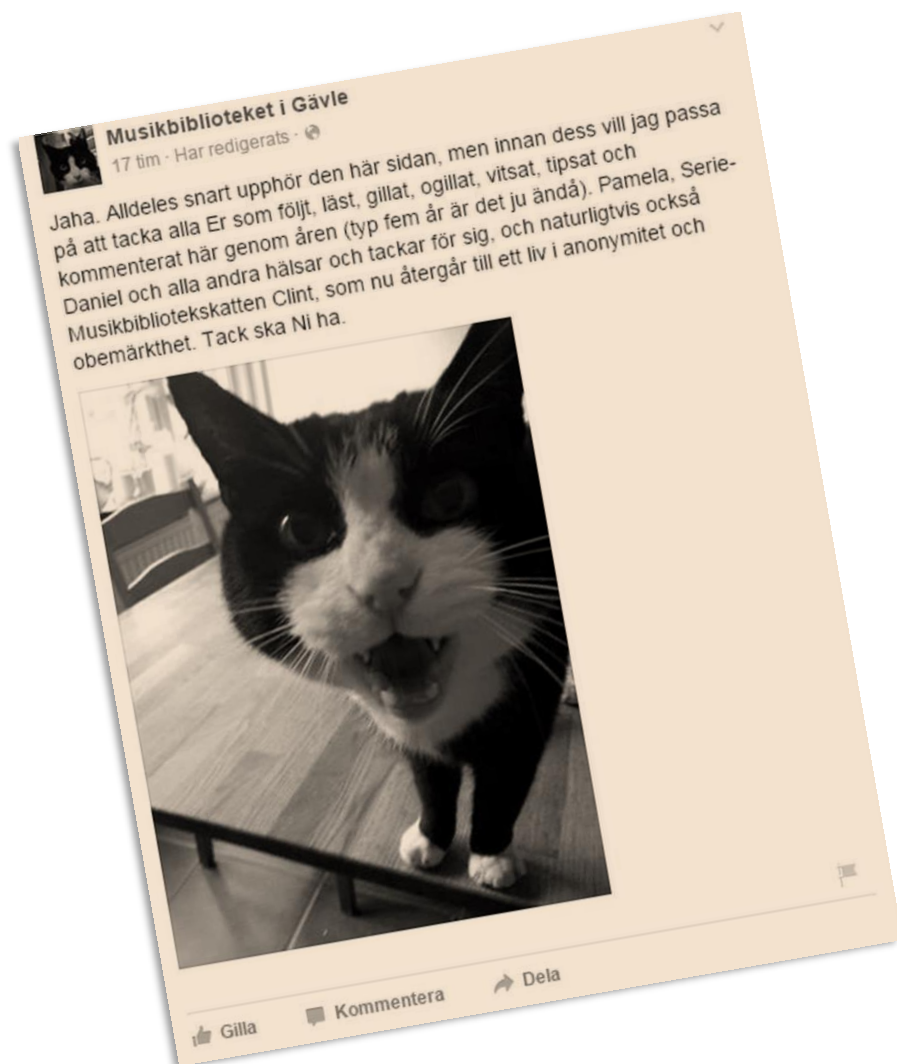 Musikbiblioteket i Gävle
17 tim · Har redigerats ·
Jaha. Alldeles snart upphör den här sidan, men innan dess vill jag passa
på att tacka alla Er som följt, läst, gillat, ogillat, vitsat, tipsat och
kommenterat här genom åren (typ fem år är det ju ändå). Pamela, Serie-
Daniel och alla andra hälsar och tackar för sig, och naturligtvis också
Musikbibliotekskatten Clint, som nu återgår till ett liv i anonymitet och
obemärkthet. Tack ska Ni ha.
Gilla Kommentera Dela